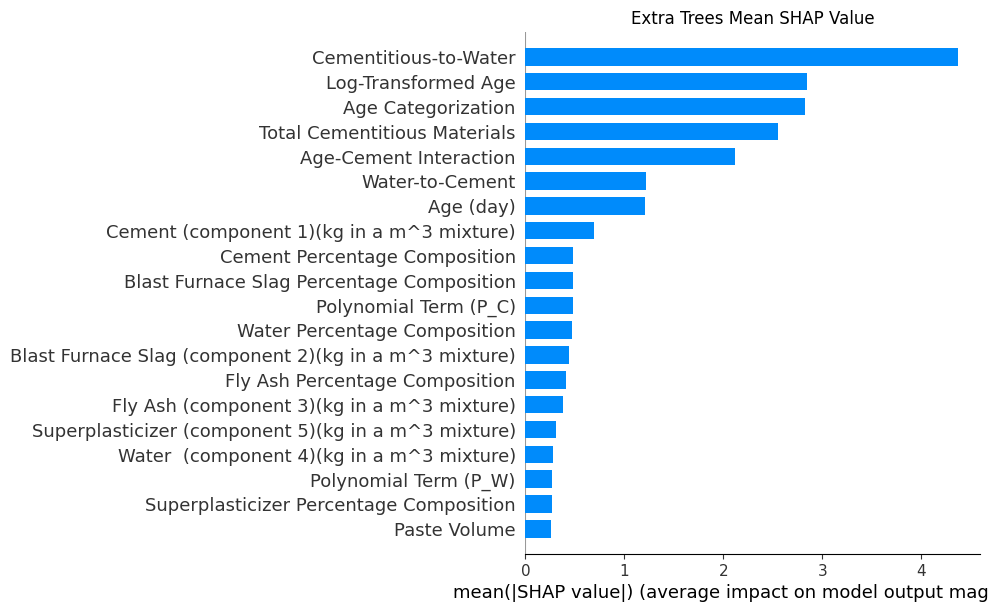 Extra Trees Mean SHAP Value
Cementitious-to-Water
Log-Transformed Age
Age Categorization
Total Cementitious Materials
Age-Cement Interaction
Water-to-Cement
Age (day)
Cement (component 1)(kg in a m^3 mixture)
Cement Percentage Composition
Blast Furnace Slag Percentage Composition
Polynomial Term (P_C)
Water Percentage Composition
Blast Furnace Slag (component 2)(kg in a m^3 mixture)
Fly Ash Percentage Composition
Fly Ash (component 3)(kg in a m^3 mixture)
Superplasticizer (component 5)(kg in a m^3 mixture)
Water  (component 4)(kg in a m^3 mixture)
Polynomial Term (P_W)
Superplasticizer Percentage Composition
Paste Volume
0 1 2 3 4
mean(|SHAP value|) (average impact on model output mag